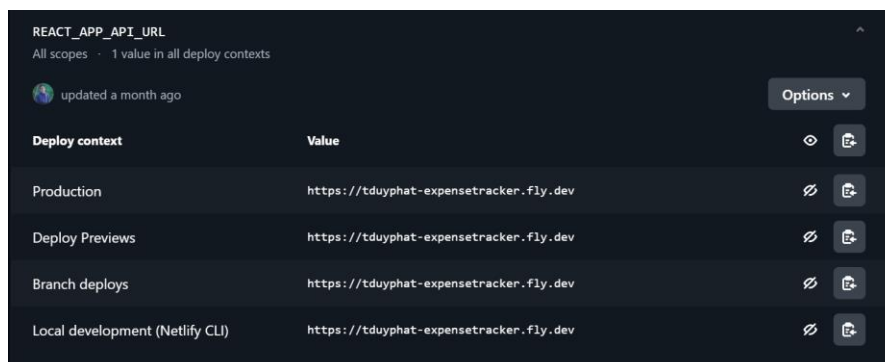 REACT_APP_API_URL
All scopes · 1 value in all deploy contexts
updated a month ago
Options
Deploy context Value
Production https://tduyphat-expensetracker.fly.dev
Deploy Previews https://tduyphat-expensetracker.fly.dev
Branch deploys https://tduyphat-expensetracker.fly.dev
Local development (Netlify CLI) https://tduyphat-expensetracker.fly.dev